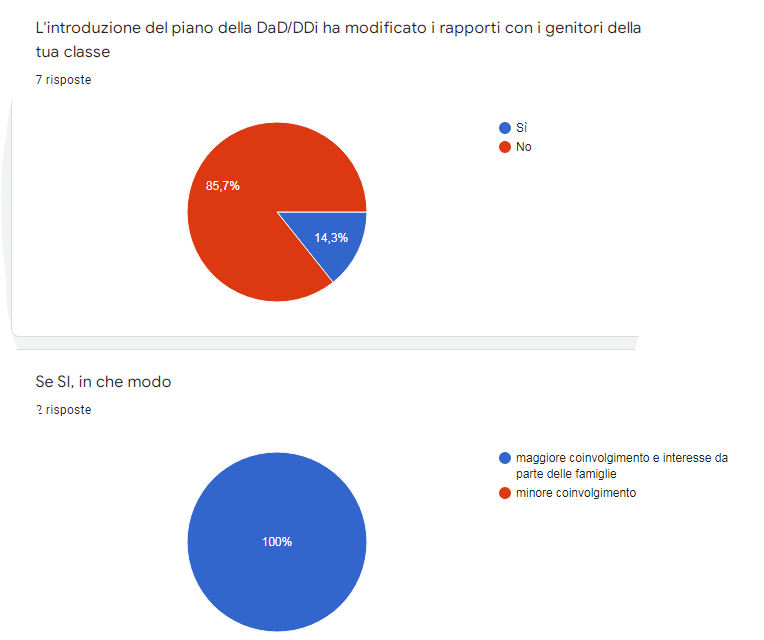 L'introduzione del piano della DaD/DDi ha modificato i rapporti con i genitori della
tua classe
7 risposte
Sì
No
85,7%
14,3%
Se SI, in che modo
2 risposte
maggiore coinvolgimento e interesse da
parte delle famiglie
minore coinvolgimento
100%